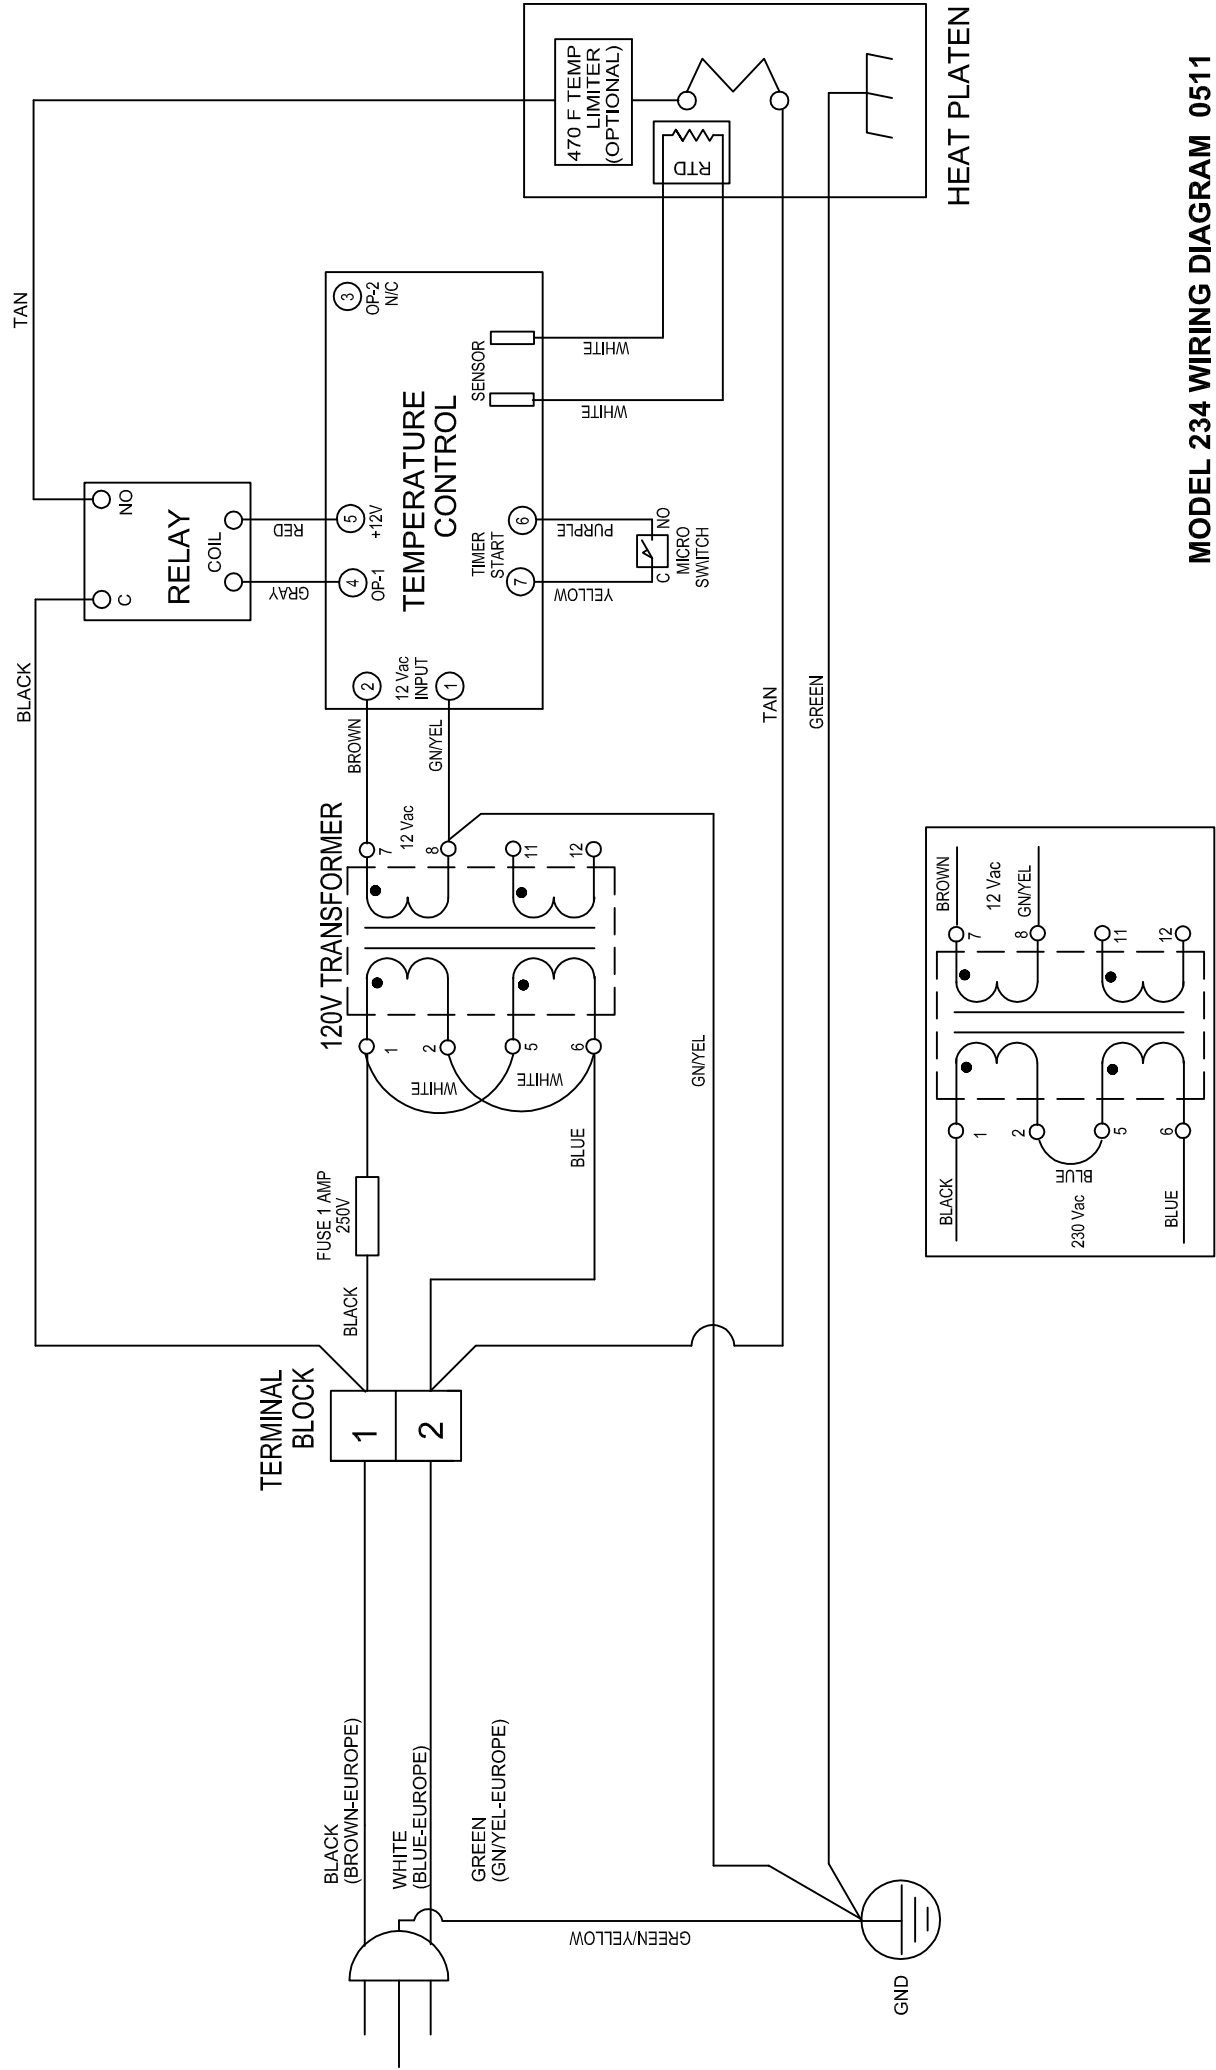 TERMINAL
BLOCK
1
2
BLACK
(BROWN-EUROPE)
WHITE
(BLUE-EUROPE)
GREEN
(GN/YEL-EUROPE)
GREEN/YELLOW
GND
BLACK
BLACK
FUSE 1 AMP
250V
BLUE
120V TRANSFORMER
1
2
5
6
WHITE
WHITE
7
8
11
12
12 Vac
BROWN
GN/YEL
GN/YEL
RELAY
C
NO
COIL
GRAY
RED
TAN
TEMPERATURE
CONTROL
2
12 Vac
INPUT
1
4
OP-1
5
+12V
3
OP-2
N/C
TIMER
START
7
6
SENSOR
YELLOW
PURPLE
C
NO
MICRO
SWITCH
WHITE
WHITE
TAN
GREEN
470 F TEMP
LIMITER
(OPTIONAL)
RTD
HEAT PLATEN
BLACK
BLUE
230 Vac
BLUE
1
2
5
6
7
8
11
12
BROWN
12 Vac
GN/YEL
MODEL 234 WIRING DIAGRAM 0511